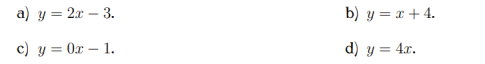 a) y = 2x − 3. b) y = x + 4.
c) y = 0x − 1. d) y = 4x.